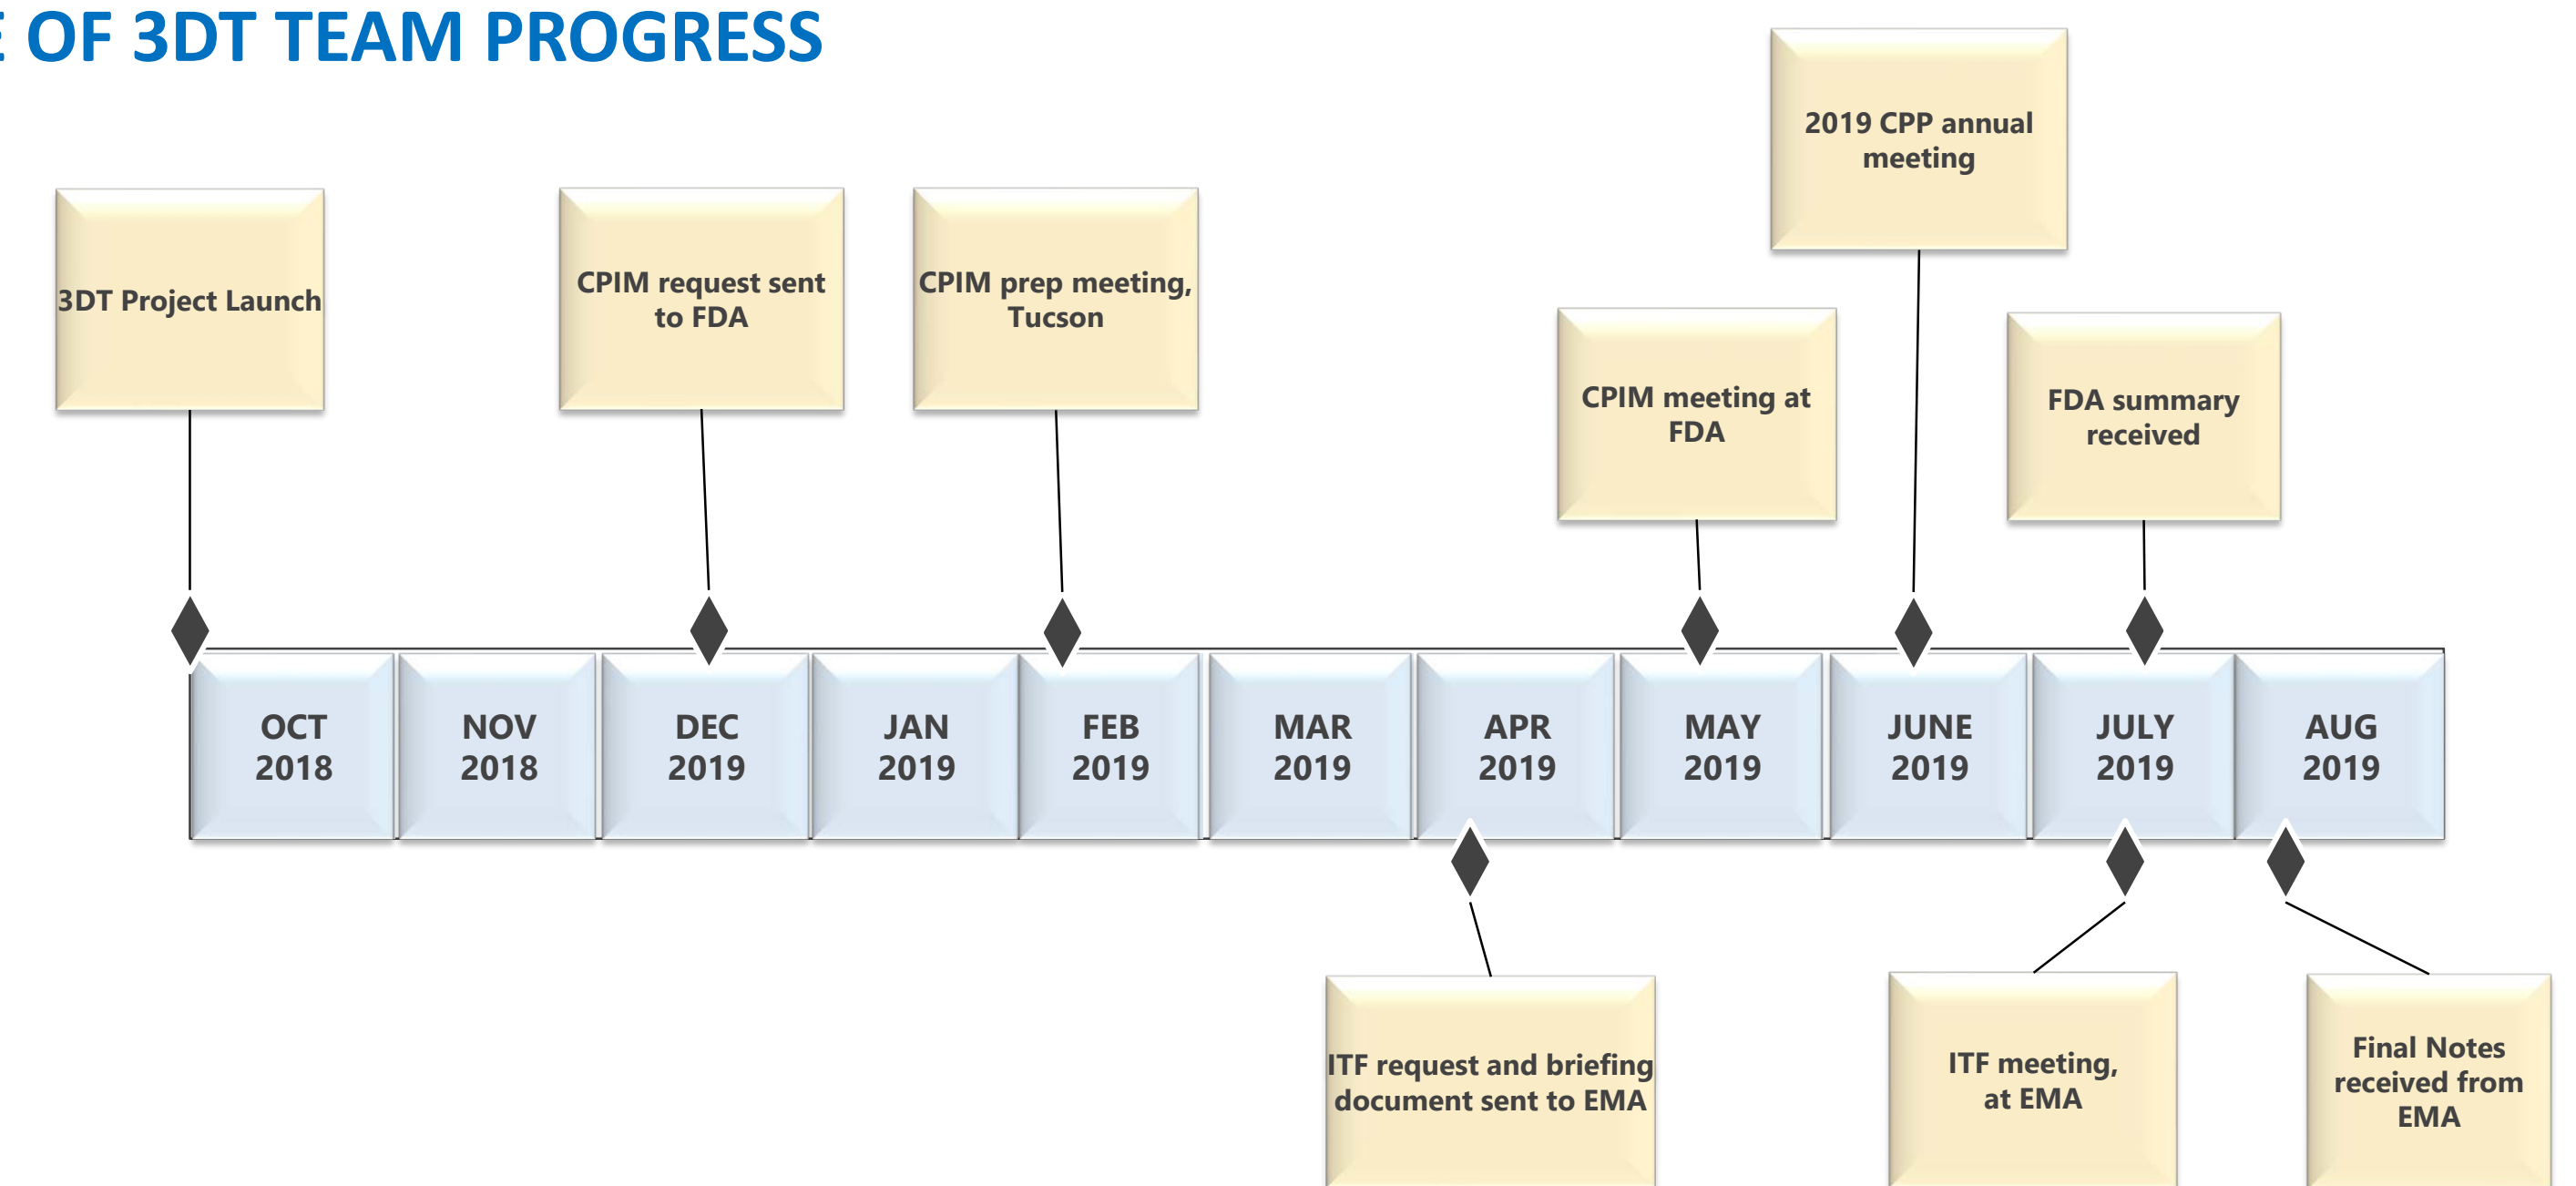 E OF 3DT TEAM PROGRESS
2019 CPP annual
meeting
3DT Project Launch
CPIM request sent
to FDA
CPIM prep meeting,
Tucson
CPIM meeting at
FDA
FDA summary
received
OCT
2018
NOV
2018
DEC
2019
JAN
2019
FEB
2019
MAR
2019
APR
2019
MAY
2019
JUNE
2019
JULY
2019
AUG
2019
ITF request and briefing
document sent to EMA
ITF meeting,
at EMA
Final Notes
received from
EMA